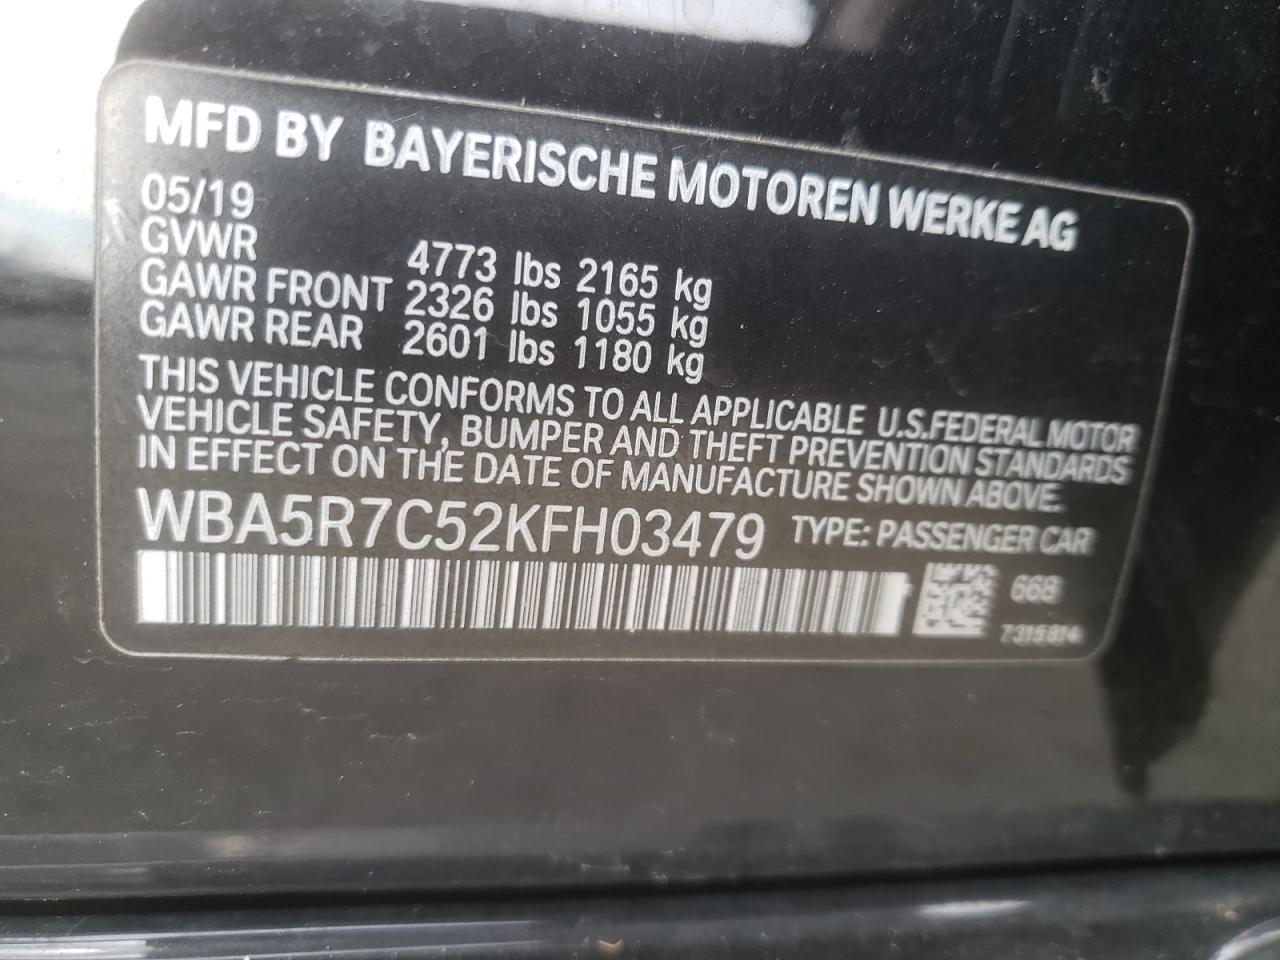 MFD BY BAYERISCHE MOTOREN WERKE AG
05/19
GVWR 4773 lbs 2165 kg
GAWR FRONT 2326 lbs 1055 kg
GAWR REAR 2601 lbs 1180 kg
THIS VEHICLE CONFORMS TO ALL APPLICABLE U.S.FEDERAL MOTOR
VEHICLE SAFETY, BUMPER AND THEFT PREVENTION STANDARDS
IN EFFECT ON THE DATE OF MANUFACTURE SHOWN ABOVE.
WBA5R7C52KFH03479 TYPE: PASSENGER CAR
668
7315814